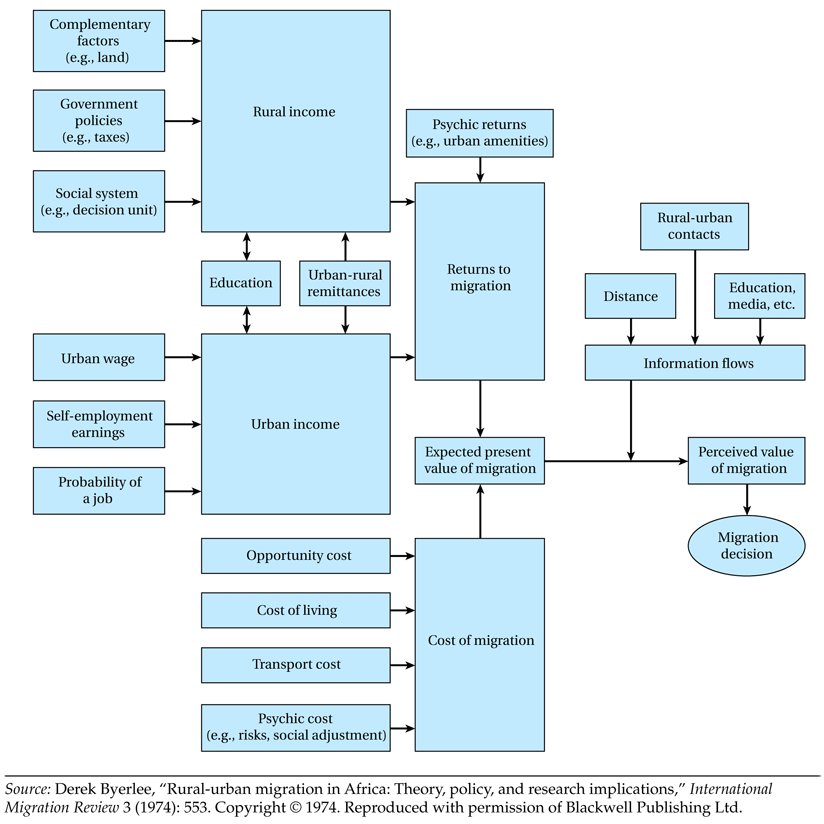 Complementary
factors
(e.g., land)
Government
policies
(e.g., taxes)
Social system
(e.g., decision unit)
Rural income
Psychic returns
(e.g., urban amenities)
Education
Urban-rural
remittances
Returns to
migration
Rural-urban
contacts
Distance
Education,
media, etc.
Information flows
Urban wage
Self-employment
earnings
Probability of
a job
Urban income
Expected present
value of migration
Perceived value
of migration
Migration
decision
Opportunity cost
Cost of living
Transport cost
Psychic cost
(e.g., risks, social adjustment)
Cost of migration
Source: Derek Byerlee, “Rural-urban migration in Africa: Theory, policy, and research implications,” International
Migration Review 3 (1974): 553. Copyright © 1974. Reproduced with permission of Blackwell Publishing Ltd.